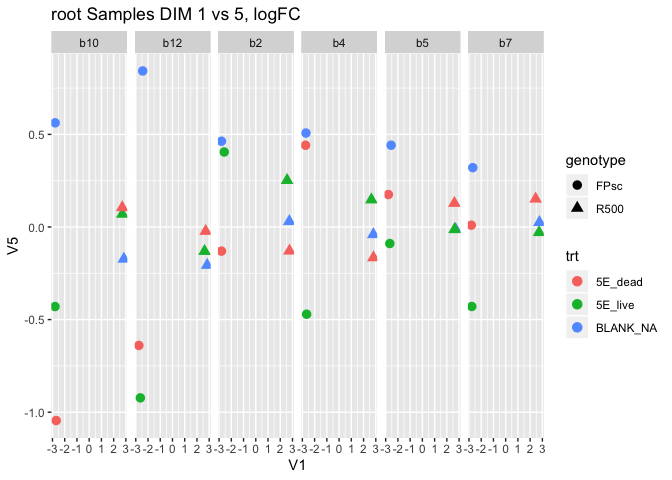 root Samples DIM 1 vs 5, logFC
b10 b12 b2 b4 b5 b7
0.5
0.0
-0.5
-1.0
V5
-3 -2 -1 0 1 2 3 -3 -2 -1 0 1 2 3 -3 -2 -1 0 1 2 3 -3 -2 -1 0 1 2 3 -3 -2 -1 0 1 2 3 -3 -2 -1 0 1 2 3
V1
genotype
FPsc
R500
trt
5E_dead
5E_live
BLANK_NA